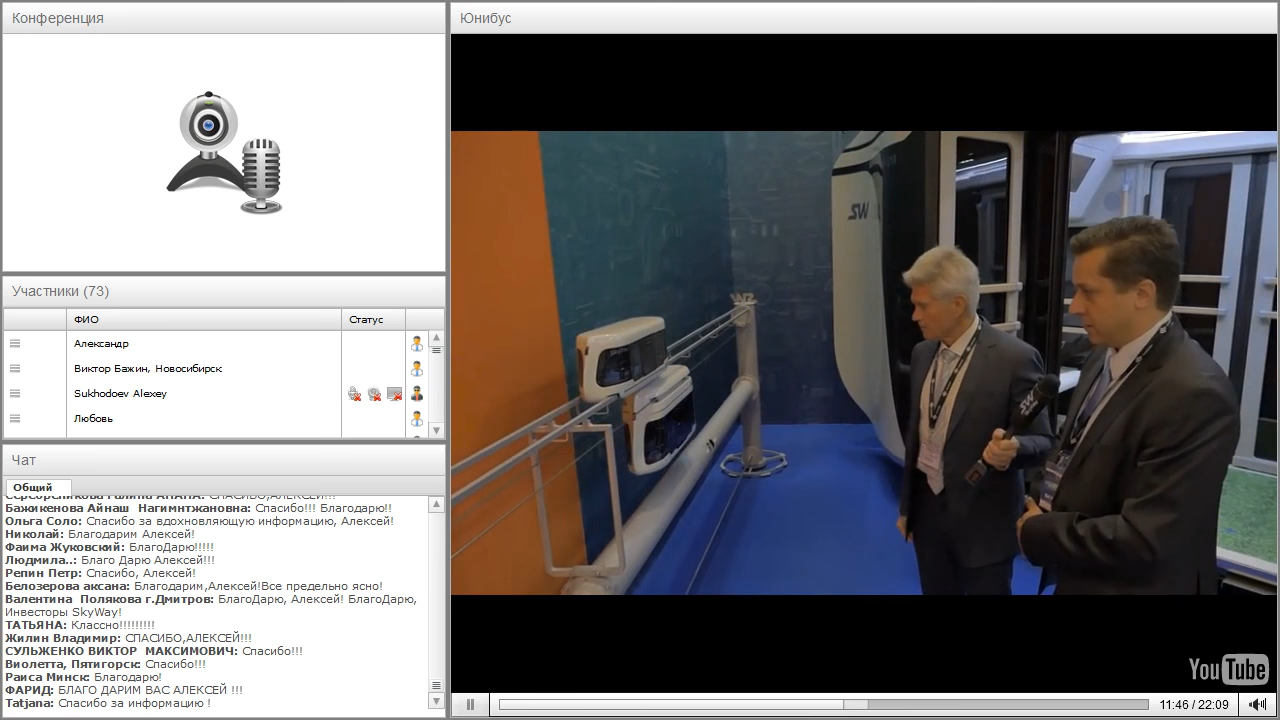 Конференция
Юнибус
Участники (73)
ФИО
Статус
Александр
Виктор Бажин, Новосибирск
Sukhodoev Alexey
Любовь
Чат
Общий
Бажикенова Айнаш Нагимнтжановна: Спасибо!!! Благодарю!!
Ольга Соло: Спасибо за вдохновляющую информацию, Алексей!
Николай: Благодарим Алексей!
Фаима Жуковский: БлагоДарю!!!!!
Людмила..: Благо Дарю Алексей!!!
Репин Петр: Спасибо, Алексей!
Белозерова аксана: Благодарим,Алексей!Все предельно ясно!
Валентина Полякова г.Дмитров: БлагоДарю, Алексей! БлагоДарю,
Инвесторы SkyWay!
ТАТЬЯНА: Классно!!!!!!!!!
Жилин Владимир: СПАСИБО,АЛЕКСЕЙ!!!
СУЛЬЖЕНКО ВИКТОР МАКСИМОВИЧ: Спасибо!!!
Виолетта, Пятигорск: Спасибо!!!
Раиса Минск: Благодарю!
ФАРИД: БЛАГО ДАРИМ ВАС АЛЕКСЕЙ !!!
Tatjana: Спасибо за информацию !
SW
SW
YouTube
11:46 / 22:09